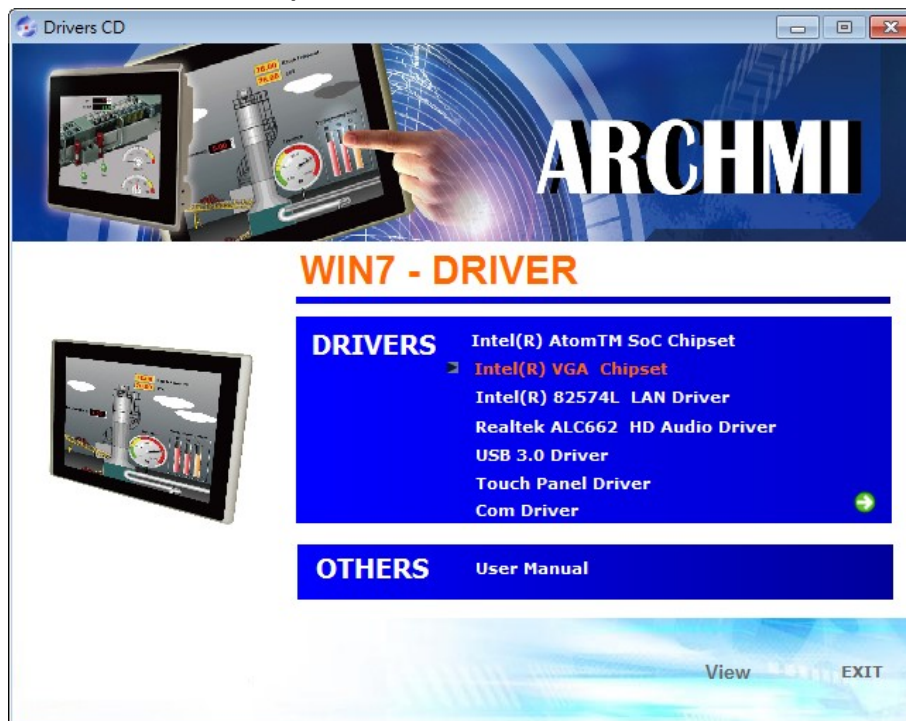 Drivers CD
ARCHMI
WIN7 - DRIVER
DRIVERS
Intel(R) AtomTM SoC Chipset
Intel(R) VGA Chipset
Intel(R) 82574L LAN Driver
Realtek ALC662 HD Audio Driver
USB 3.0 Driver
Touch Panel Driver
Com Driver
OTHERS
User Manual
View
EXIT